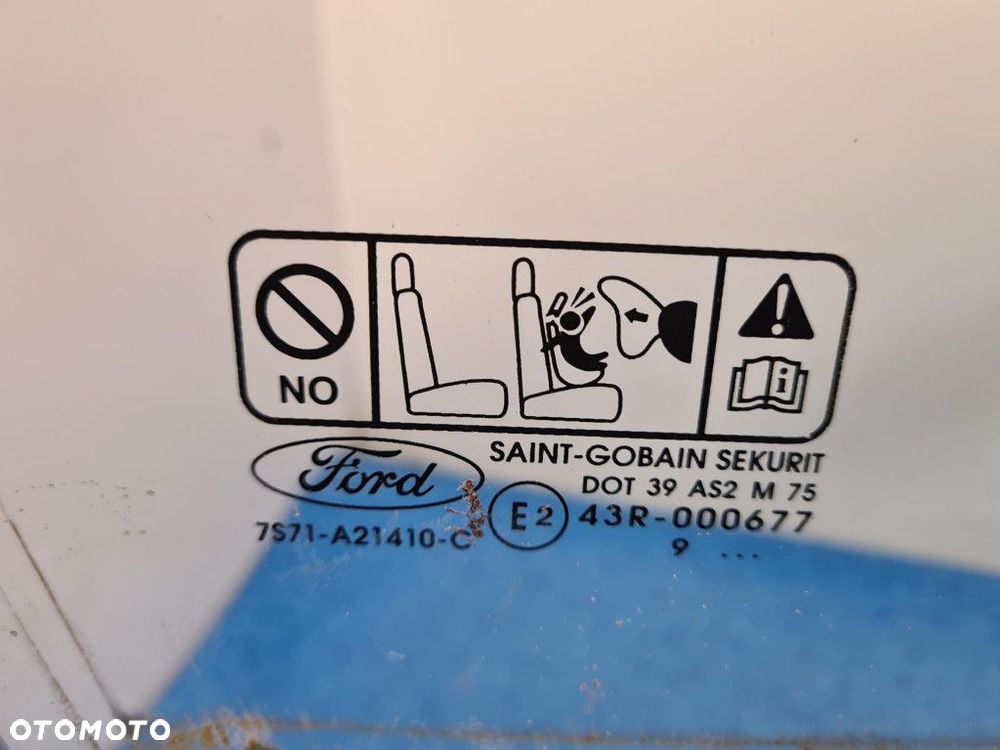 NO
i
Ford
SAINT-GOBAIN SEKURIT
DOT 39 AS2 M 75
E2 43R-000677
7S71-A21410-C
9 ...
OTOMOTO